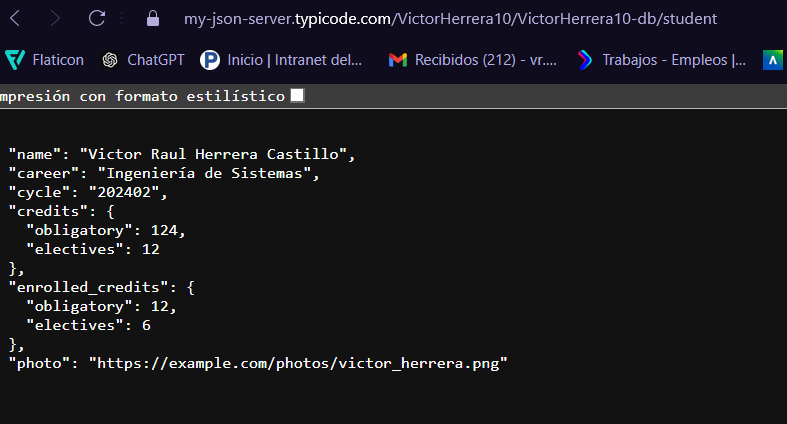 my-json-server.typicode.com/VictorHerrera10/VictorHerrera10-db/student
Flaticon ChatGPT Inicio | Intranet del... Recibidos (212) - vr.... Trabajos - Empleos |...
mpresión con formato estilístico
"name": "Victor Raul Herrera Castillo",
"career": "Ingeniería de Sistemas",
"cycle": "202402",
"credits": {
"obligatory": 124,
"electives": 12
},
"enrolled_credits": {
"obligatory": 12,
"electives": 6
},
"photo": "https://example.com/photos/victor_herrera.png"